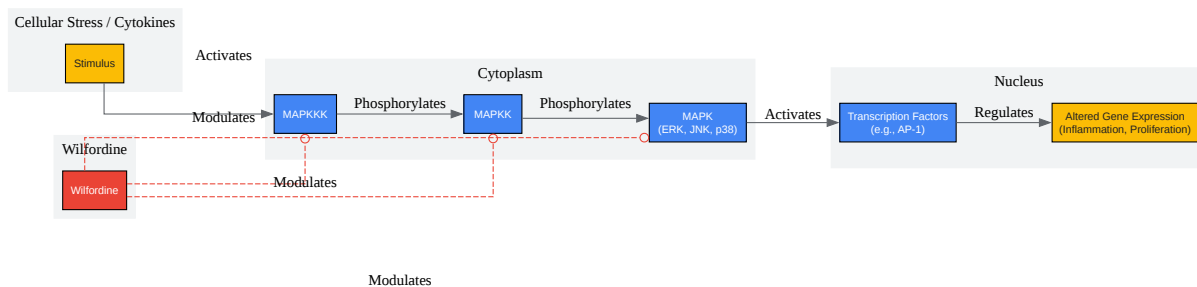 Cellular Stress / Cytokines
Stimulus
Activates
Cytoplasm
Nucleus
Modulates
MAPKKK
Phosphorylates
MAPKK
Phosphorylates
MAPK
(ERK, JNK, p38)
Activates
Transcription Factors
(e.g., AP-1)
Regulates
Altered Gene Expression
(Inflammation, Proliferation)
Wilfordine
Wilfordine
Modulates
Modulates